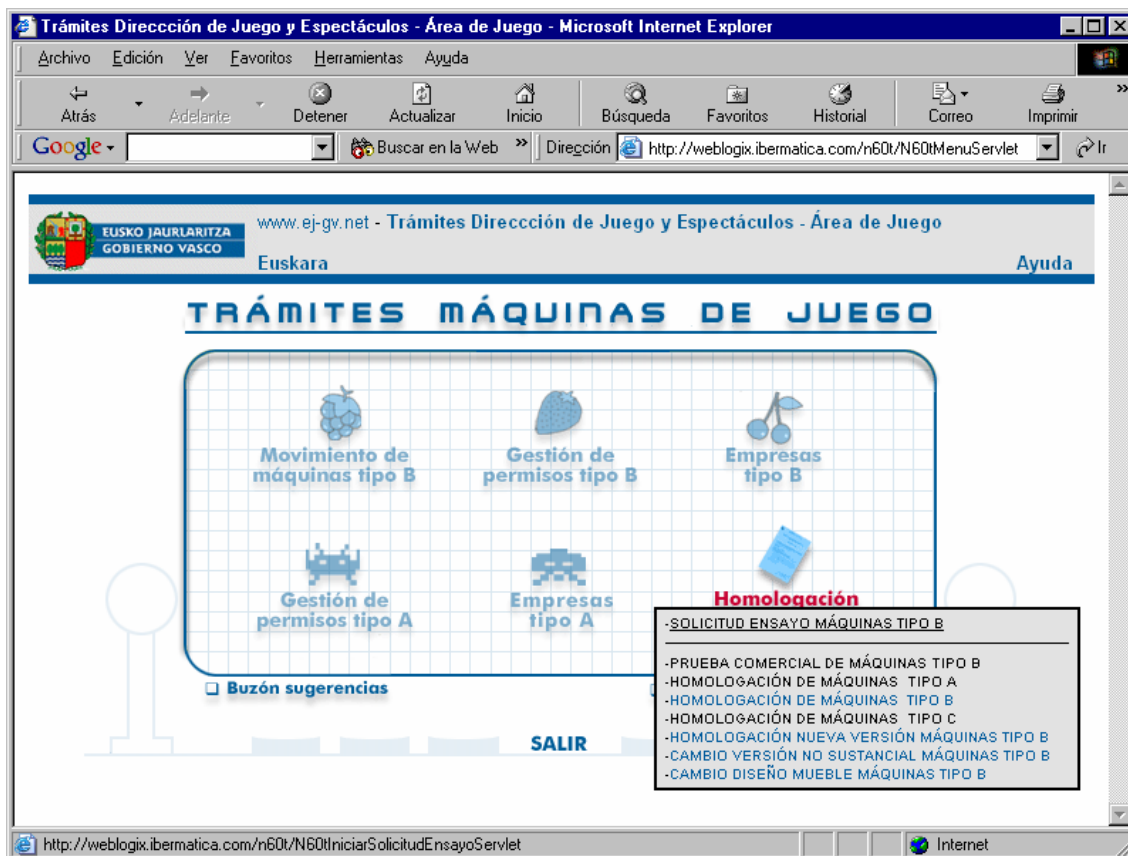 Trámites Direccción de Juego y Espectáculos - Área de Juego - Microsoft Internet Explorer
Archivo Edición Ver Favoritos Herramientas Ayuda
Atrás Adelante Detener Actualizar Inicio Búsqueda Favoritos Historial Correo Imprimir »
Google Buscar en la Web » Dirección http://weblogix.ibermatica.com/n60t/N60tMenuServlet Ir
EUSKO JAURLARITZA
GOBIERNO VASCO
www.ej-gv.net - Trámites Direccción de Juego y Espectáculos - Área de Juego
Euskara Ayuda
TRÁMITES MÁQUINAS DE JUEGO
Movimiento de
máquinas tipo B
Gestión de
permisos tipo B
Empresas
tipo B
Gestión de
permisos tipo A
Empresas
tipo A
Homologación
-SOLICITUD ENSAYO MÁQUINAS TIPO B
-PRUEBA COMERCIAL DE MÁQUINAS TIPO B
-HOMOLOGACIÓN DE MÁQUINAS TIPO A
-HOMOLOGACIÓN DE MÁQUINAS TIPO B
-HOMOLOGACIÓN DE MÁQUINAS TIPO C
-HOMOLOGACIÓN NUEVA VERSIÓN MÁQUINAS TIPO B
-CAMBIO VERSIÓN NO SUSTANCIAL MÁQUINAS TIPO B
-CAMBIO DISEÑO MUEBLE MÁQUINAS TIPO B
Buzón sugerencias
SALIR
http://weblogix.ibermatica.com/n60t/N60tIniciarSolicitudEnsayoServlet Internet